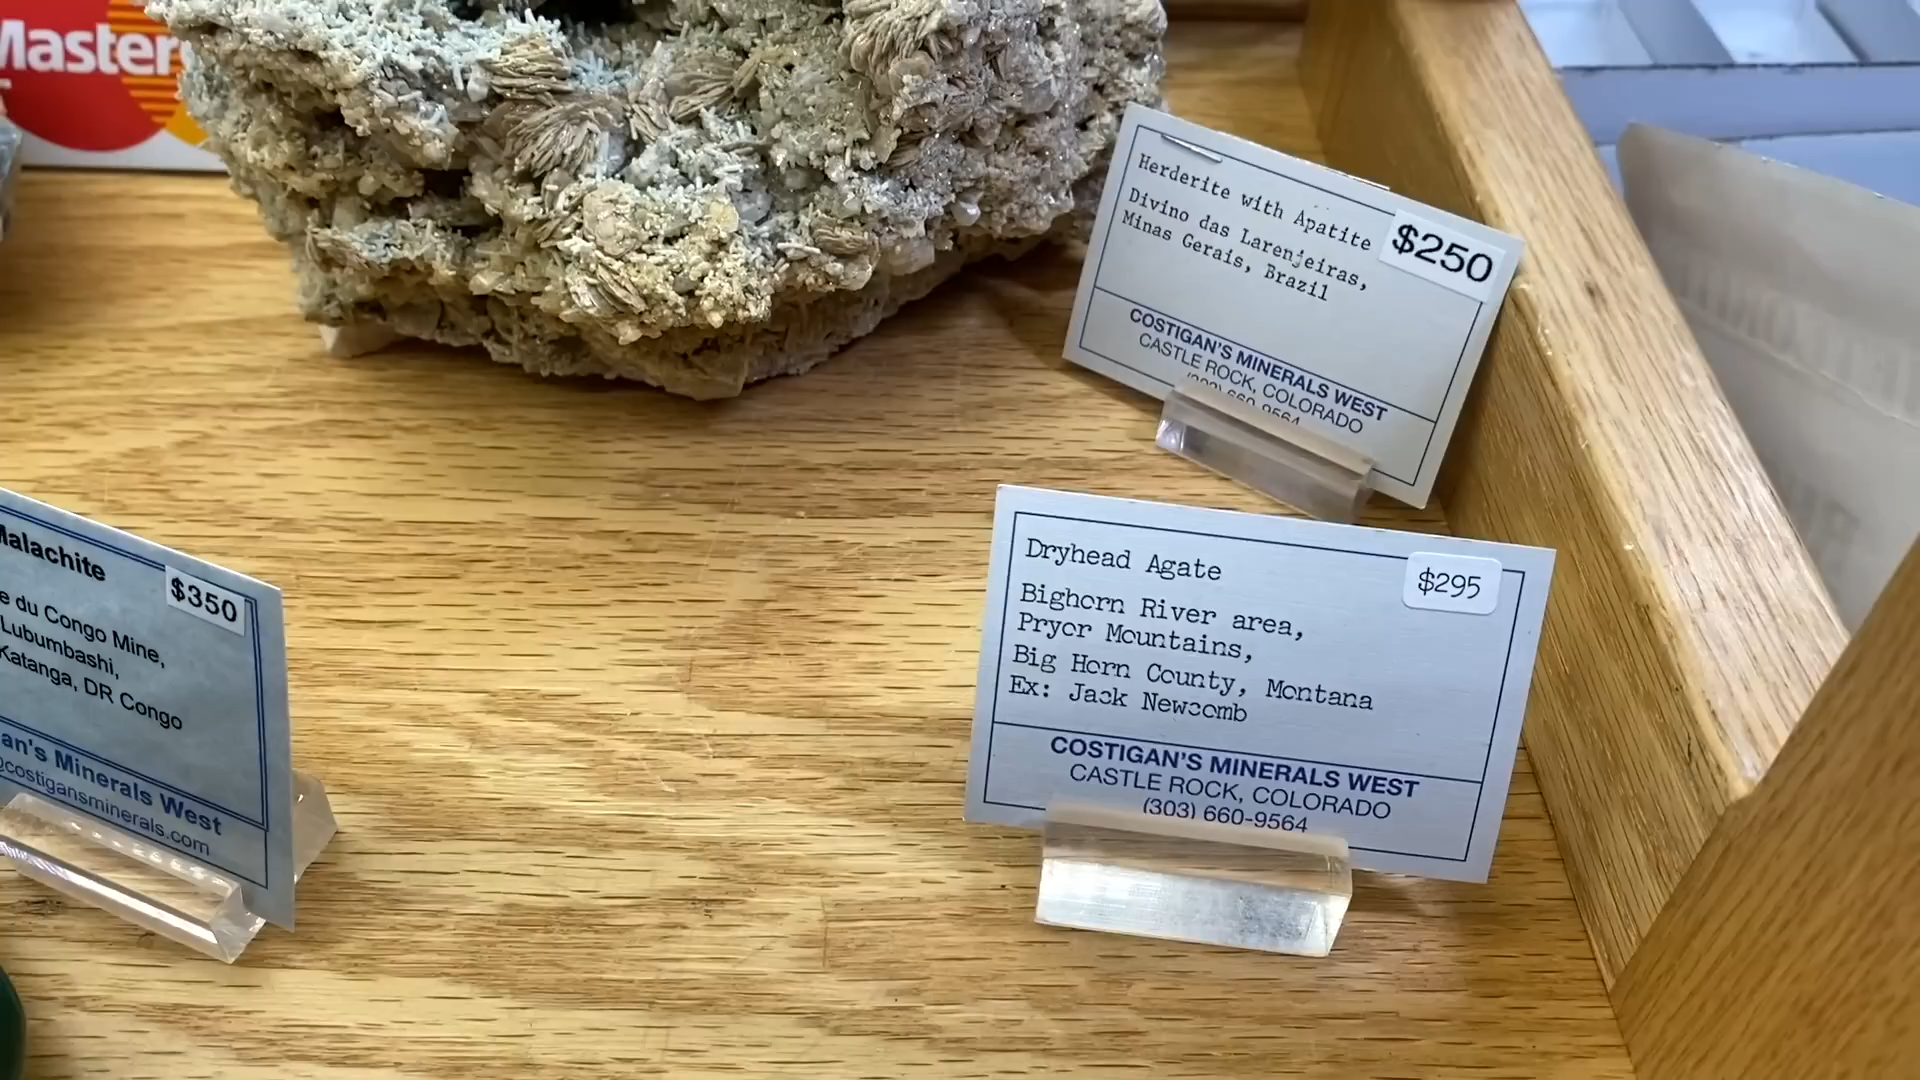 Herderite with Apatite
$250
Divino das Larenjeiras,
Minas Gerais, Brazil
COSTIGAN'S MINERALS WEST
CASTLE ROCK, COLORADO
660-9564
Malachite
$350
e du Congo Mine,
Lubumbashi,
Katanga, DR Congo
an's Minerals West
@costigansminerals.com
Dryhead Agate
$295
Bighorn River area,
Pryor Mountains,
Big Horn County, Montana
Ex: Jack Newcomb
COSTIGAN'S MINERALS WEST
CASTLE ROCK, COLORADO
(303) 660-9564